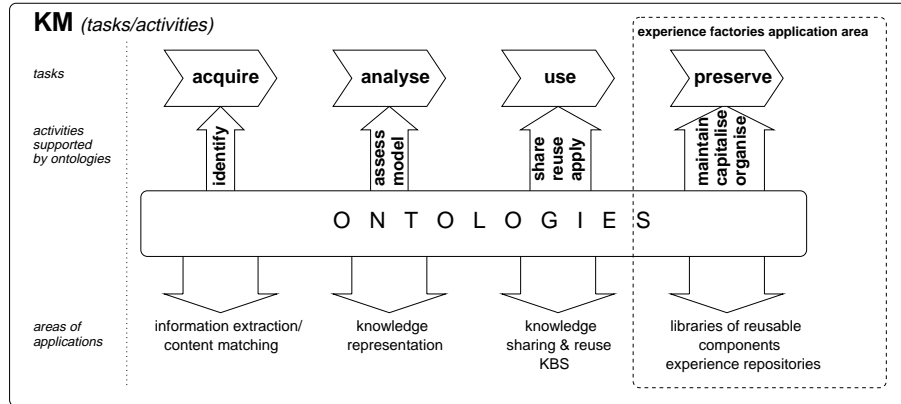 KM (tasks/activities)
experience factories application area
tasks
acquire
analyse
use
preserve
activities
supported
by ontologies
identify
assess
model
share
reuse
apply
maintain
capitalise
organise
O N T O L O G I E S
areas of
applications
information extraction/
content matching
knowledge
representation
knowledge
sharing & reuse
KBS
libraries of reusable
components
experience repositories